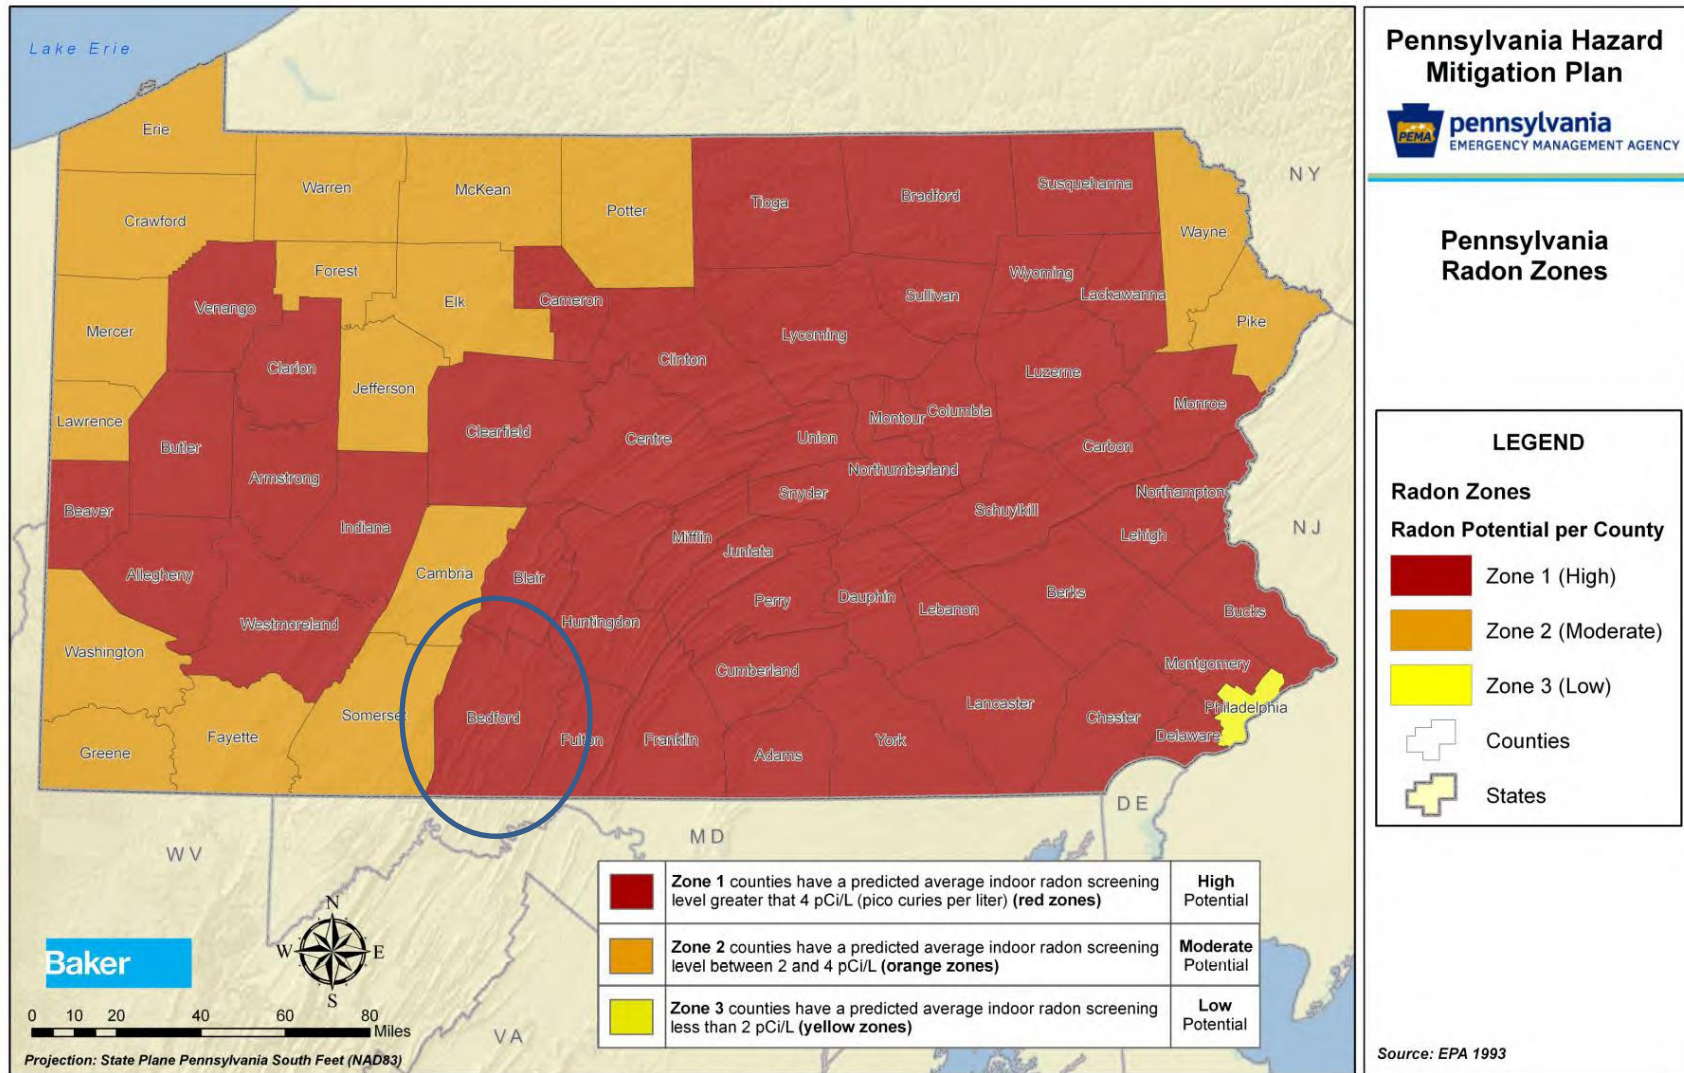 Lake Erie
Erie
Warren
McKean
Potter
Tioga
Bradford
Susquehanna
NY
Crawford
Wayne
Forest
Wyoming
Venango
Elk
Cameron
Sullivan
Lackawanna
Mercer
Pike
Lycoming
Clinton
Clarion
Luzerne
Jefferson
Monroe
Lawrence
Montour
Columbia
Clearfield
Centre
Union
Butler
Carbon
Northumberland
Armstrong
Snyder
Northampton
Beaver
Schuylkill
Indiana
NJ
Mifflin
Juniata
Lehigh
Allegheny
Cambria
Blair
Perry
Dauphin
Lebanon
Berks
Bucks
Westmoreland
Huntingdon
Washington
Cumberland
Montgomery
Somerset
Bedford
Lancaster
Philadelphia
Chester
Greene
Fayette
Fulton
Franklin
Adams
York
Delaware
DE
MD
WV
VA
N
W E
S
Baker
0 10 20 40 60 80
Miles
Projection: State Plane Pennsylvania South Feet (NAD83)
Zone 1 counties have a predicted average indoor radon screening
level greater that 4 pCi/L (pico curies per liter) (red zones)
High
Potential
Zone 2 counties have a predicted average indoor radon screening
level between 2 and 4 pCi/L (orange zones)
Moderate
Potential
Zone 3 counties have a predicted average indoor radon screening
less than 2 pCi/L (yellow zones)
Low
Potential
Pennsylvania Hazard
Mitigation Plan
PEMA
pennsylvania
EMERGENCY MANAGEMENT AGENCY
Pennsylvania
Radon Zones
LEGEND
Radon Zones
Radon Potential per County
Zone 1 (High)
Zone 2 (Moderate)
Zone 3 (Low)
Counties
States
Source: EPA 1993